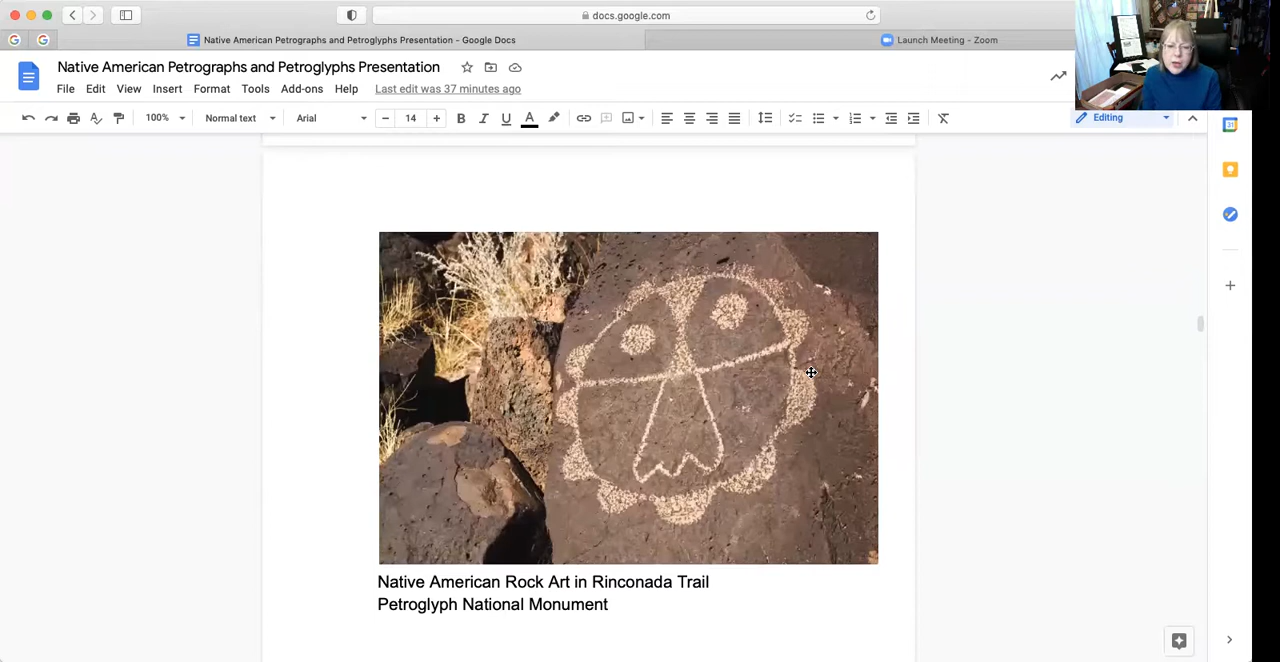 docs.google.com
Native American Petrographs and Petroglyphs Presentation - Google Docs
Launch Meeting - Zoom
Native American Petrographs and Petroglyphs Presentation
File Edit View Insert Format Tools Add-ons Help Last edit was 37 minutes ago
100% Normal text Arial 14 B I U A Editing
31
Native American Rock Art in Rinconada Trail
Petroglyph National Monument